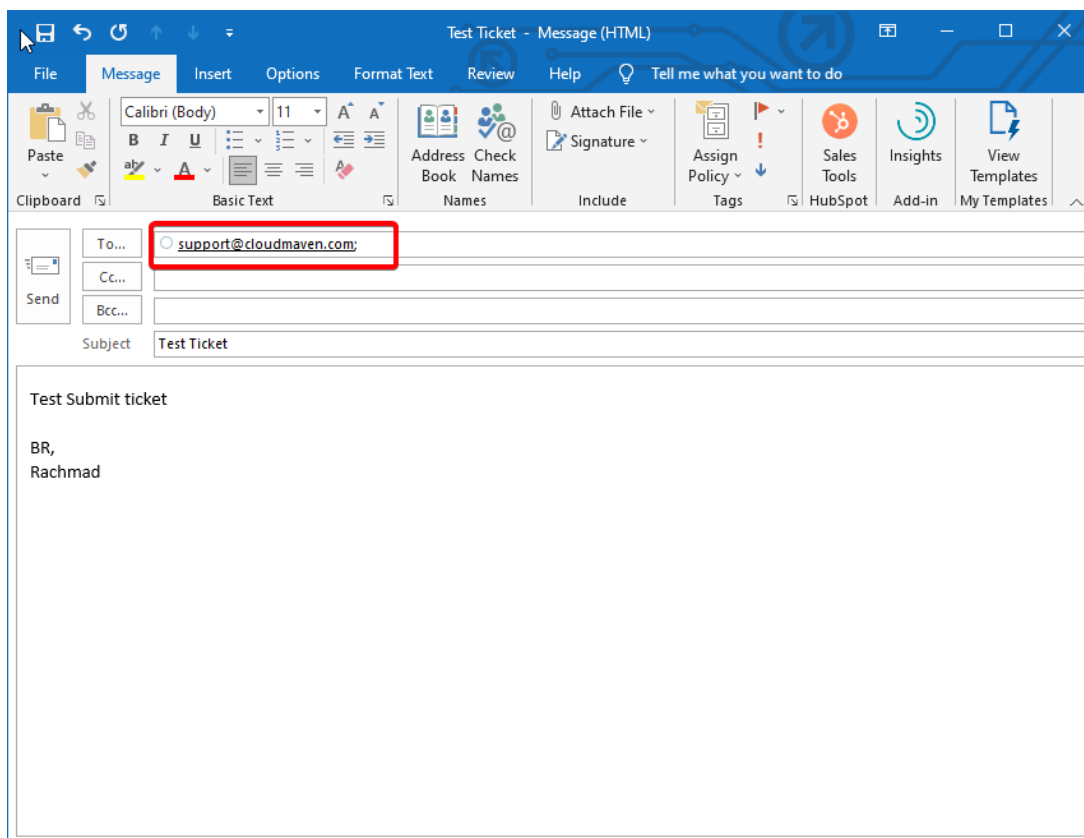 Test Ticket - Message (HTML)
File Message Insert Options Format Text Review Help Tell me what you want to do
Calibri (Body) 11 A A
Attach File
B I U
Signature
ab A
Paste
Address Book
Check Names
Assign Policy
Sales Tools
Insights
View Templates
Clipboard Basic Text Names Include Tags HubSpot Add-in My Templates
To... support@cloudmaven.com;
Cc...
Send
Bcc...
Subject Test Ticket
Test Submit ticket
BR,
Rachmad